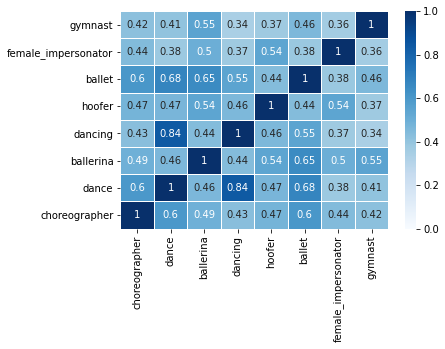 gymnast 0.42 0.41 0.55 0.34 0.37 0.46 0.36 1
female_impersonator 0.44 0.38 0.5 0.37 0.54 0.38 1 0.36
ballet 0.6 0.68 0.65 0.55 0.44 1 0.38 0.46
hoofer 0.47 0.47 0.54 0.46 1 0.44 0.54 0.37
dancing 0.43 0.84 0.44 1 0.46 0.55 0.37 0.34
ballerina 0.49 0.46 1 0.44 0.54 0.65 0.5 0.55
dance 0.6 1 0.46 0.84 0.47 0.68 0.38 0.41
choreographer 1 0.6 0.49 0.43 0.47 0.6 0.44 0.42
choreographer
dance
ballerina
dancing
hoofer
ballet
female_impersonator
gymnast
1.0
0.8
0.6
0.4
0.2
0.0